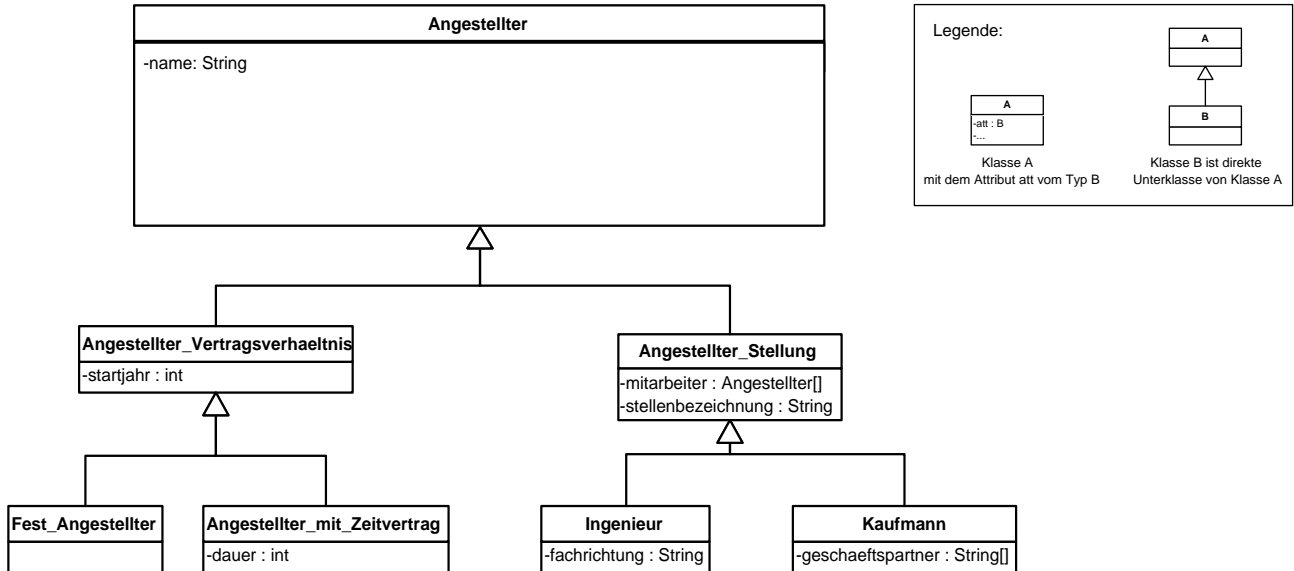 Angestellter
-name: String
Legende:
A
-att : B
-...
Klasse A
mit dem Attribut att vom Typ B
A
B
Klasse B ist direkte
Unterklasse von Klasse A
Angestellter_Vertragsverhaeltnis
-startjahr : int
Angestellter_Stellung
-mitarbeiter : Angestellter[]
-stellenbezeichnung : String
Fest_Angestellter
Angestellter_mit_Zeitvertrag
-dauer : int
Ingenieur
-fachrichtung : String
Kaufmann
-geschaeftspartner : String[]